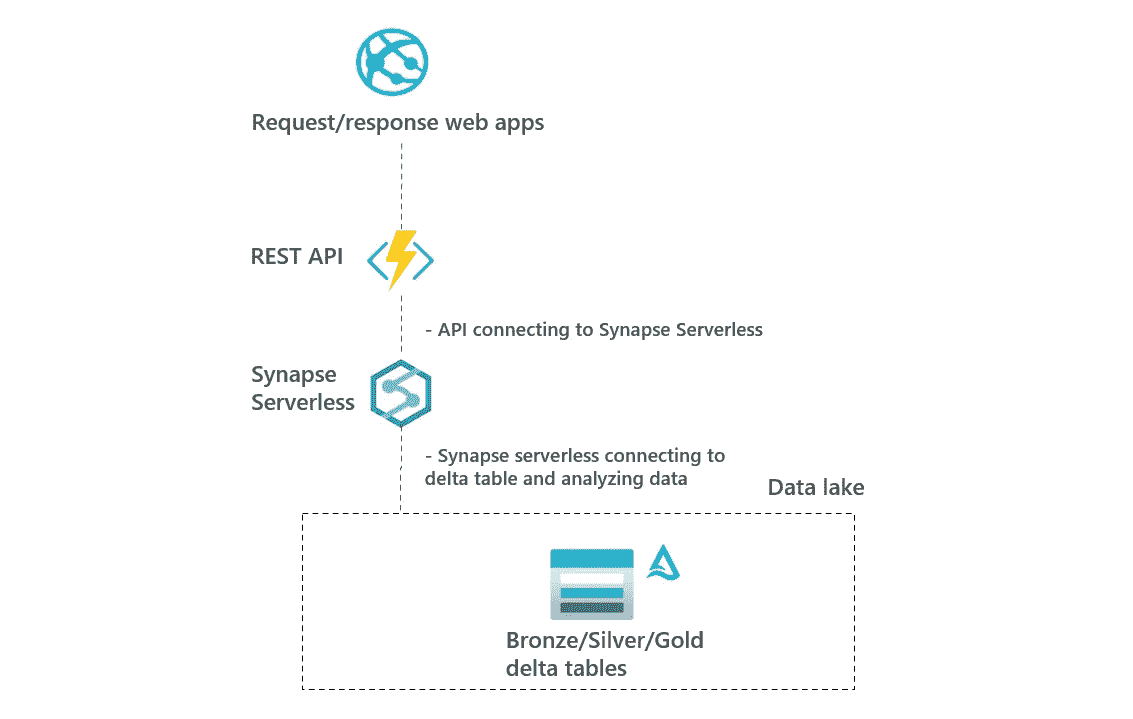 Request/response web apps
REST API
- API connecting to Synapse Serverless
Synapse
Serverless
- Synapse serverless connecting to
delta table and analyzing data
Data lake
Bronze/Silver/Gold
delta tables